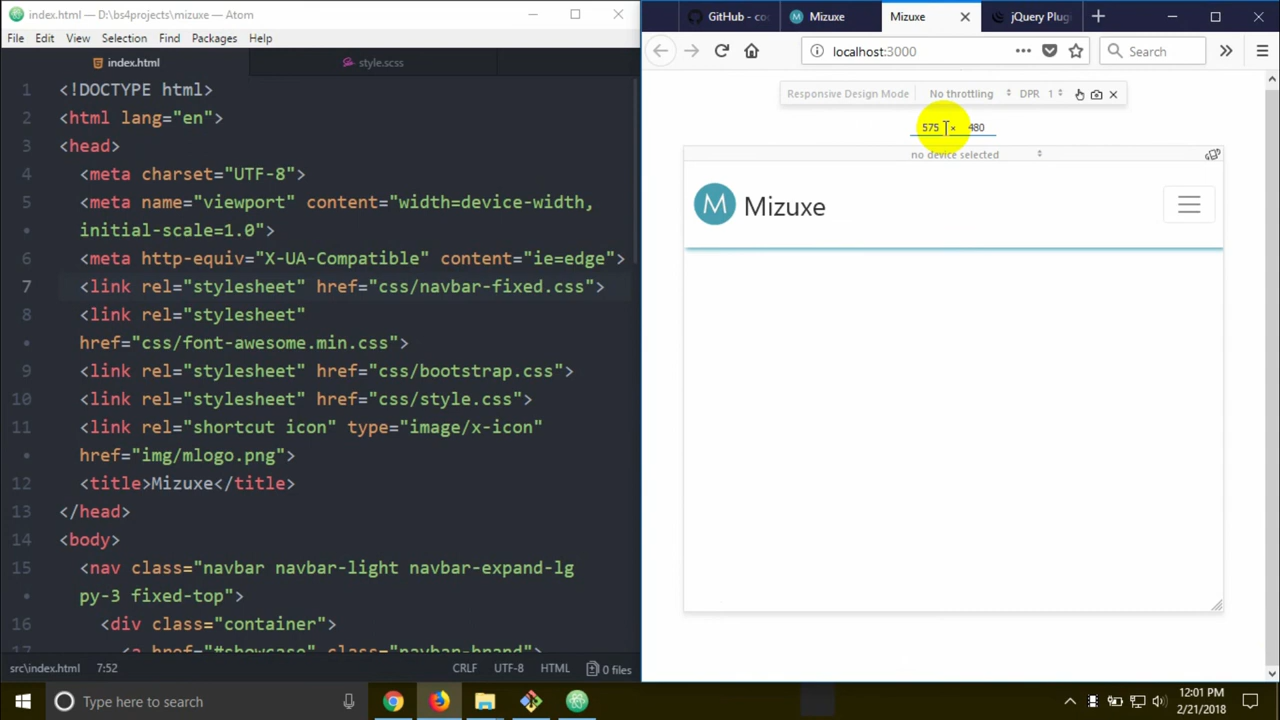 index.html — D:\bs4projects\mizuxe — Atom
File Edit View Selection Find Packages Help
index.html
style.scss
1 <!DOCTYPE html>
2 <html lang="en">
3 <head>
4 <meta charset="UTF-8">
5 <meta name="viewport" content="width=device-width,
• initial-scale=1.0">
6 <meta http-equiv="X-UA-Compatible" content="ie=edge">
7 <link rel="stylesheet" href="css/navbar-fixed.css">
8 <link rel="stylesheet"
• href="css/font-awesome.min.css">
9 <link rel="stylesheet" href="css/bootstrap.css">
10 <link rel="stylesheet" href="css/style.css">
11 <link rel="shortcut icon" type="image/x-icon"
• href="img/mlogo.png">
12 <title>Mizuxe</title>
13 </head>
14 <body>
15 <nav class="navbar navbar-light navbar-expand-lg
• py-3 fixed-top">
16 <div class="container">
17 <a href="#showcase" class="navbar-brand">
src\index.html 7:52 CRLF UTF-8 HTML 0 files
GitHub - co
Mizuxe
Mizuxe
jQuery Plug
localhost:3000
Search
Responsive Design Mode No throttling DPR 1
575 × 480
no device selected
M Mizuxe
Type here to search
12:01 PM
2/21/2018